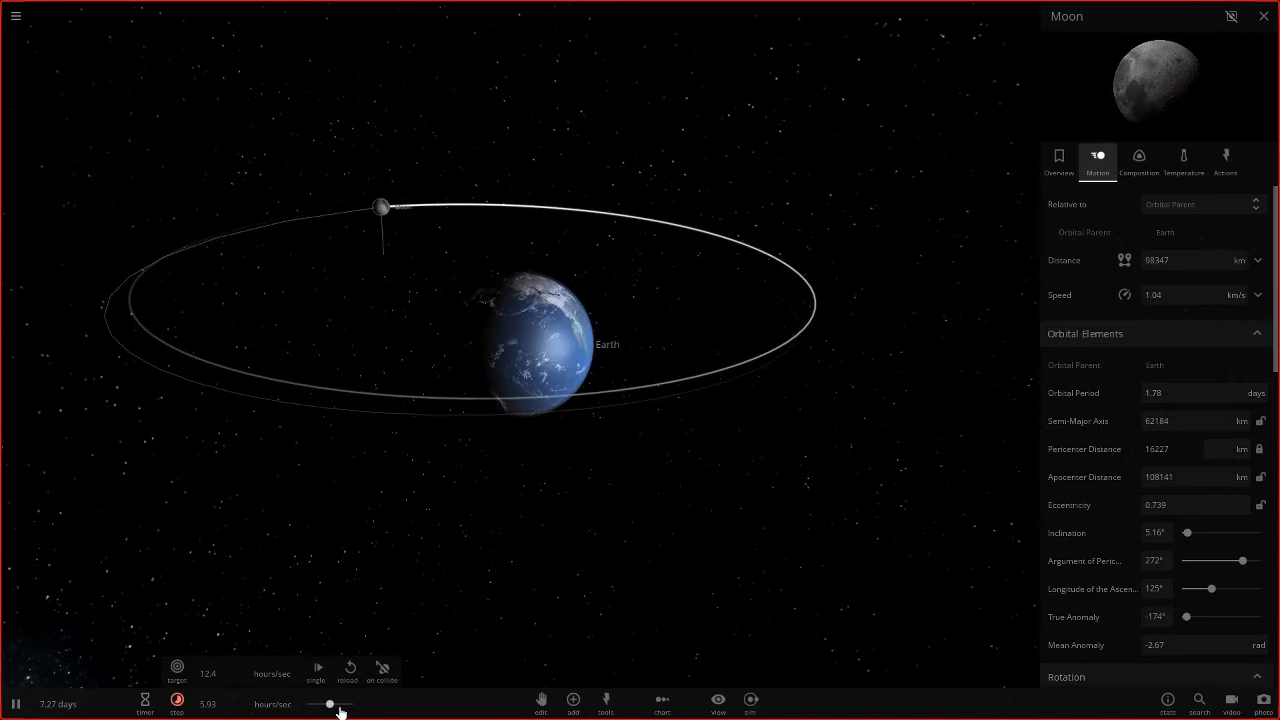 Moon
Overview Motion Composition Temperature Actions
Relative to Orbital Parent
Orbital Parent Earth
Distance 98347 km
Speed 1.04 km/s
Orbital Elements
Orbital Parent Earth
Orbital Period 1.78 days
Semi-Major Axis 62184 km
Pericenter Distance 16227 km
Apocenter Distance 108141 km
Eccentricity 0.739
Inclination 5.16°
Argument of Peric... 272°
Longitude of the Ascen... 125°
True Anomaly -174°
Mean Anomaly -2.67 rad
Rotation
Earth
target 12.4 hours/sec single reload on collide
7.27 days timer step 5.93 hours/sec edit add tools chart view sim stats search video photo